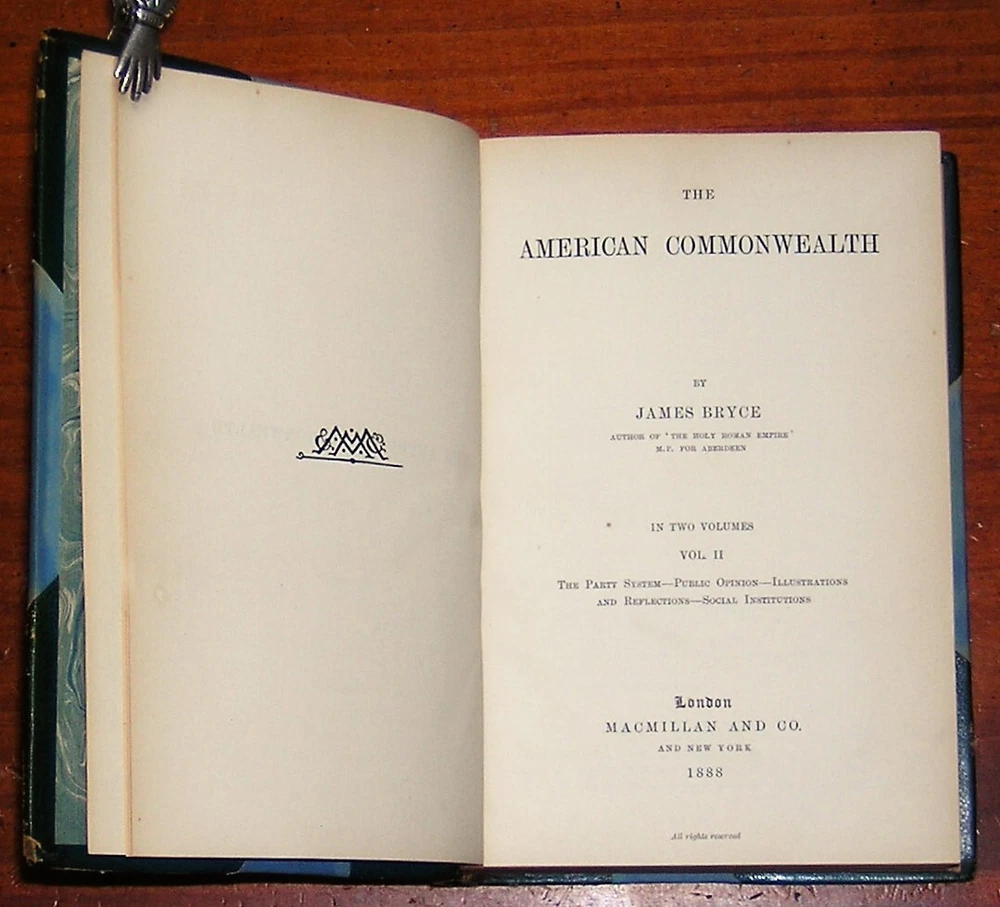 THE
AMERICAN COMMONWEALTH
BY
JAMES BRYCE
AUTHOR OF 'THE HOLY ROMAN EMPIRE'
M.P. FOR ABERDEEN
IN TWO VOLUMES
VOL. II
The Party System—Public Opinion—Illustrations
and Reflections—Social Institutions
London
MACMILLAN AND CO.
AND NEW YORK
1888
All rights reserved